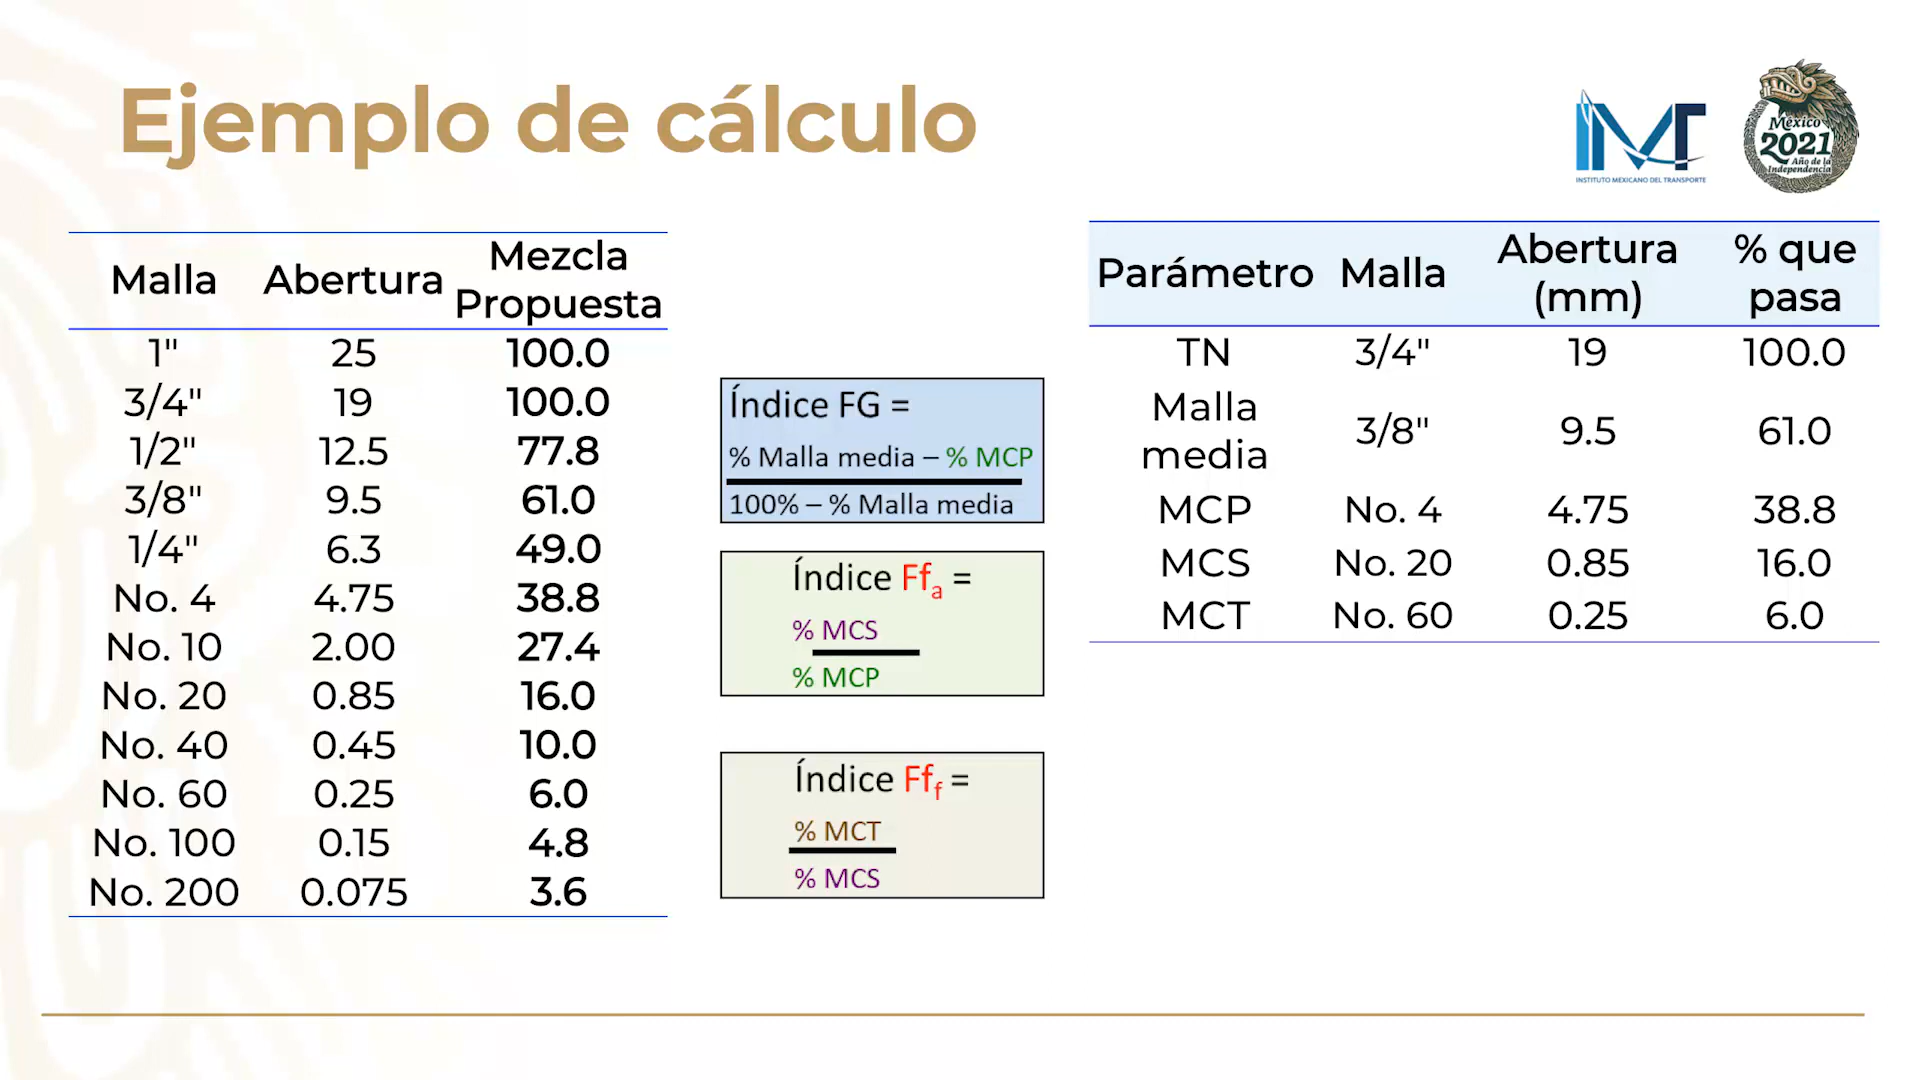 Ejemplo de cálculo
INSTITUTO MEXICANO DEL TRANSPORTE
México
2021
Año de la
Independencia
Malla Abertura Mezcla Propuesta
1" 25 100.0
3/4" 19 100.0
1/2" 12.5 77.8
3/8" 9.5 61.0
1/4" 6.3 49.0
No. 4 4.75 38.8
No. 10 2.00 27.4
No. 20 0.85 16.0
No. 40 0.45 10.0
No. 60 0.25 6.0
No. 100 0.15 4.8
No. 200 0.075 3.6
Índice FG =
% Malla media – % MCP
100% – % Malla media
Índice Ffa =
% MCS
% MCP
Índice Fff =
% MCT
% MCS
Parámetro Malla Abertura (mm) % que pasa
TN 3/4" 19 100.0
Malla media 3/8" 9.5 61.0
MCP No. 4 4.75 38.8
MCS No. 20 0.85 16.0
MCT No. 60 0.25 6.0